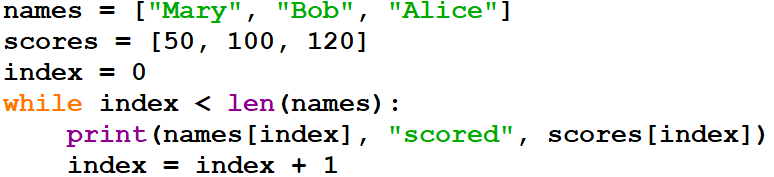 names = ["Mary", "Bob", "Alice"]
scores = [50, 100, 120]
index = 0
while index < len(names):
    print(names[index], "scored", scores[index])
    index = index + 1